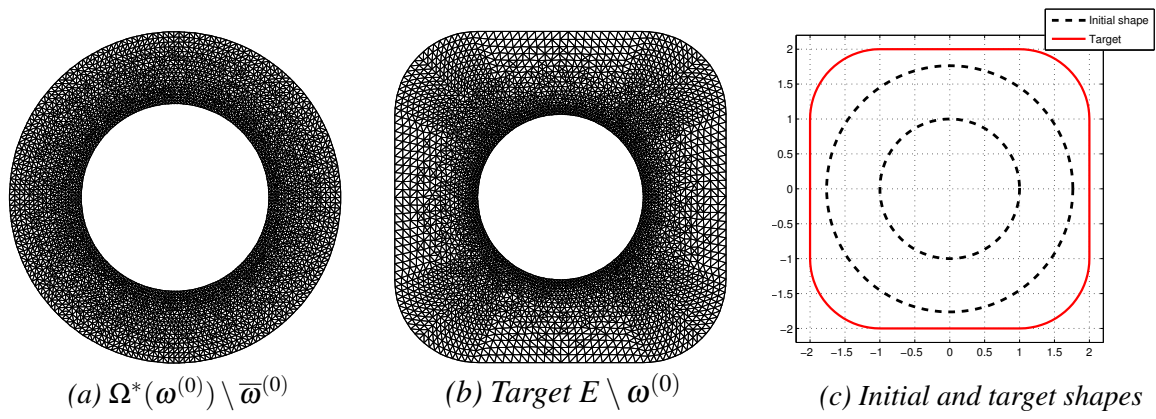 Initial shape
Target
2
1.5
1
0.5
0
−0.5
−1
−1.5
−2
−2 −1.5 −1 −0.5 0 0.5 1 1.5 2
(a) Ω*(ω⁽⁰⁾) \ ω̅⁽⁰⁾
(b) Target E \ ω⁽⁰⁾
(c) Initial and target shapes